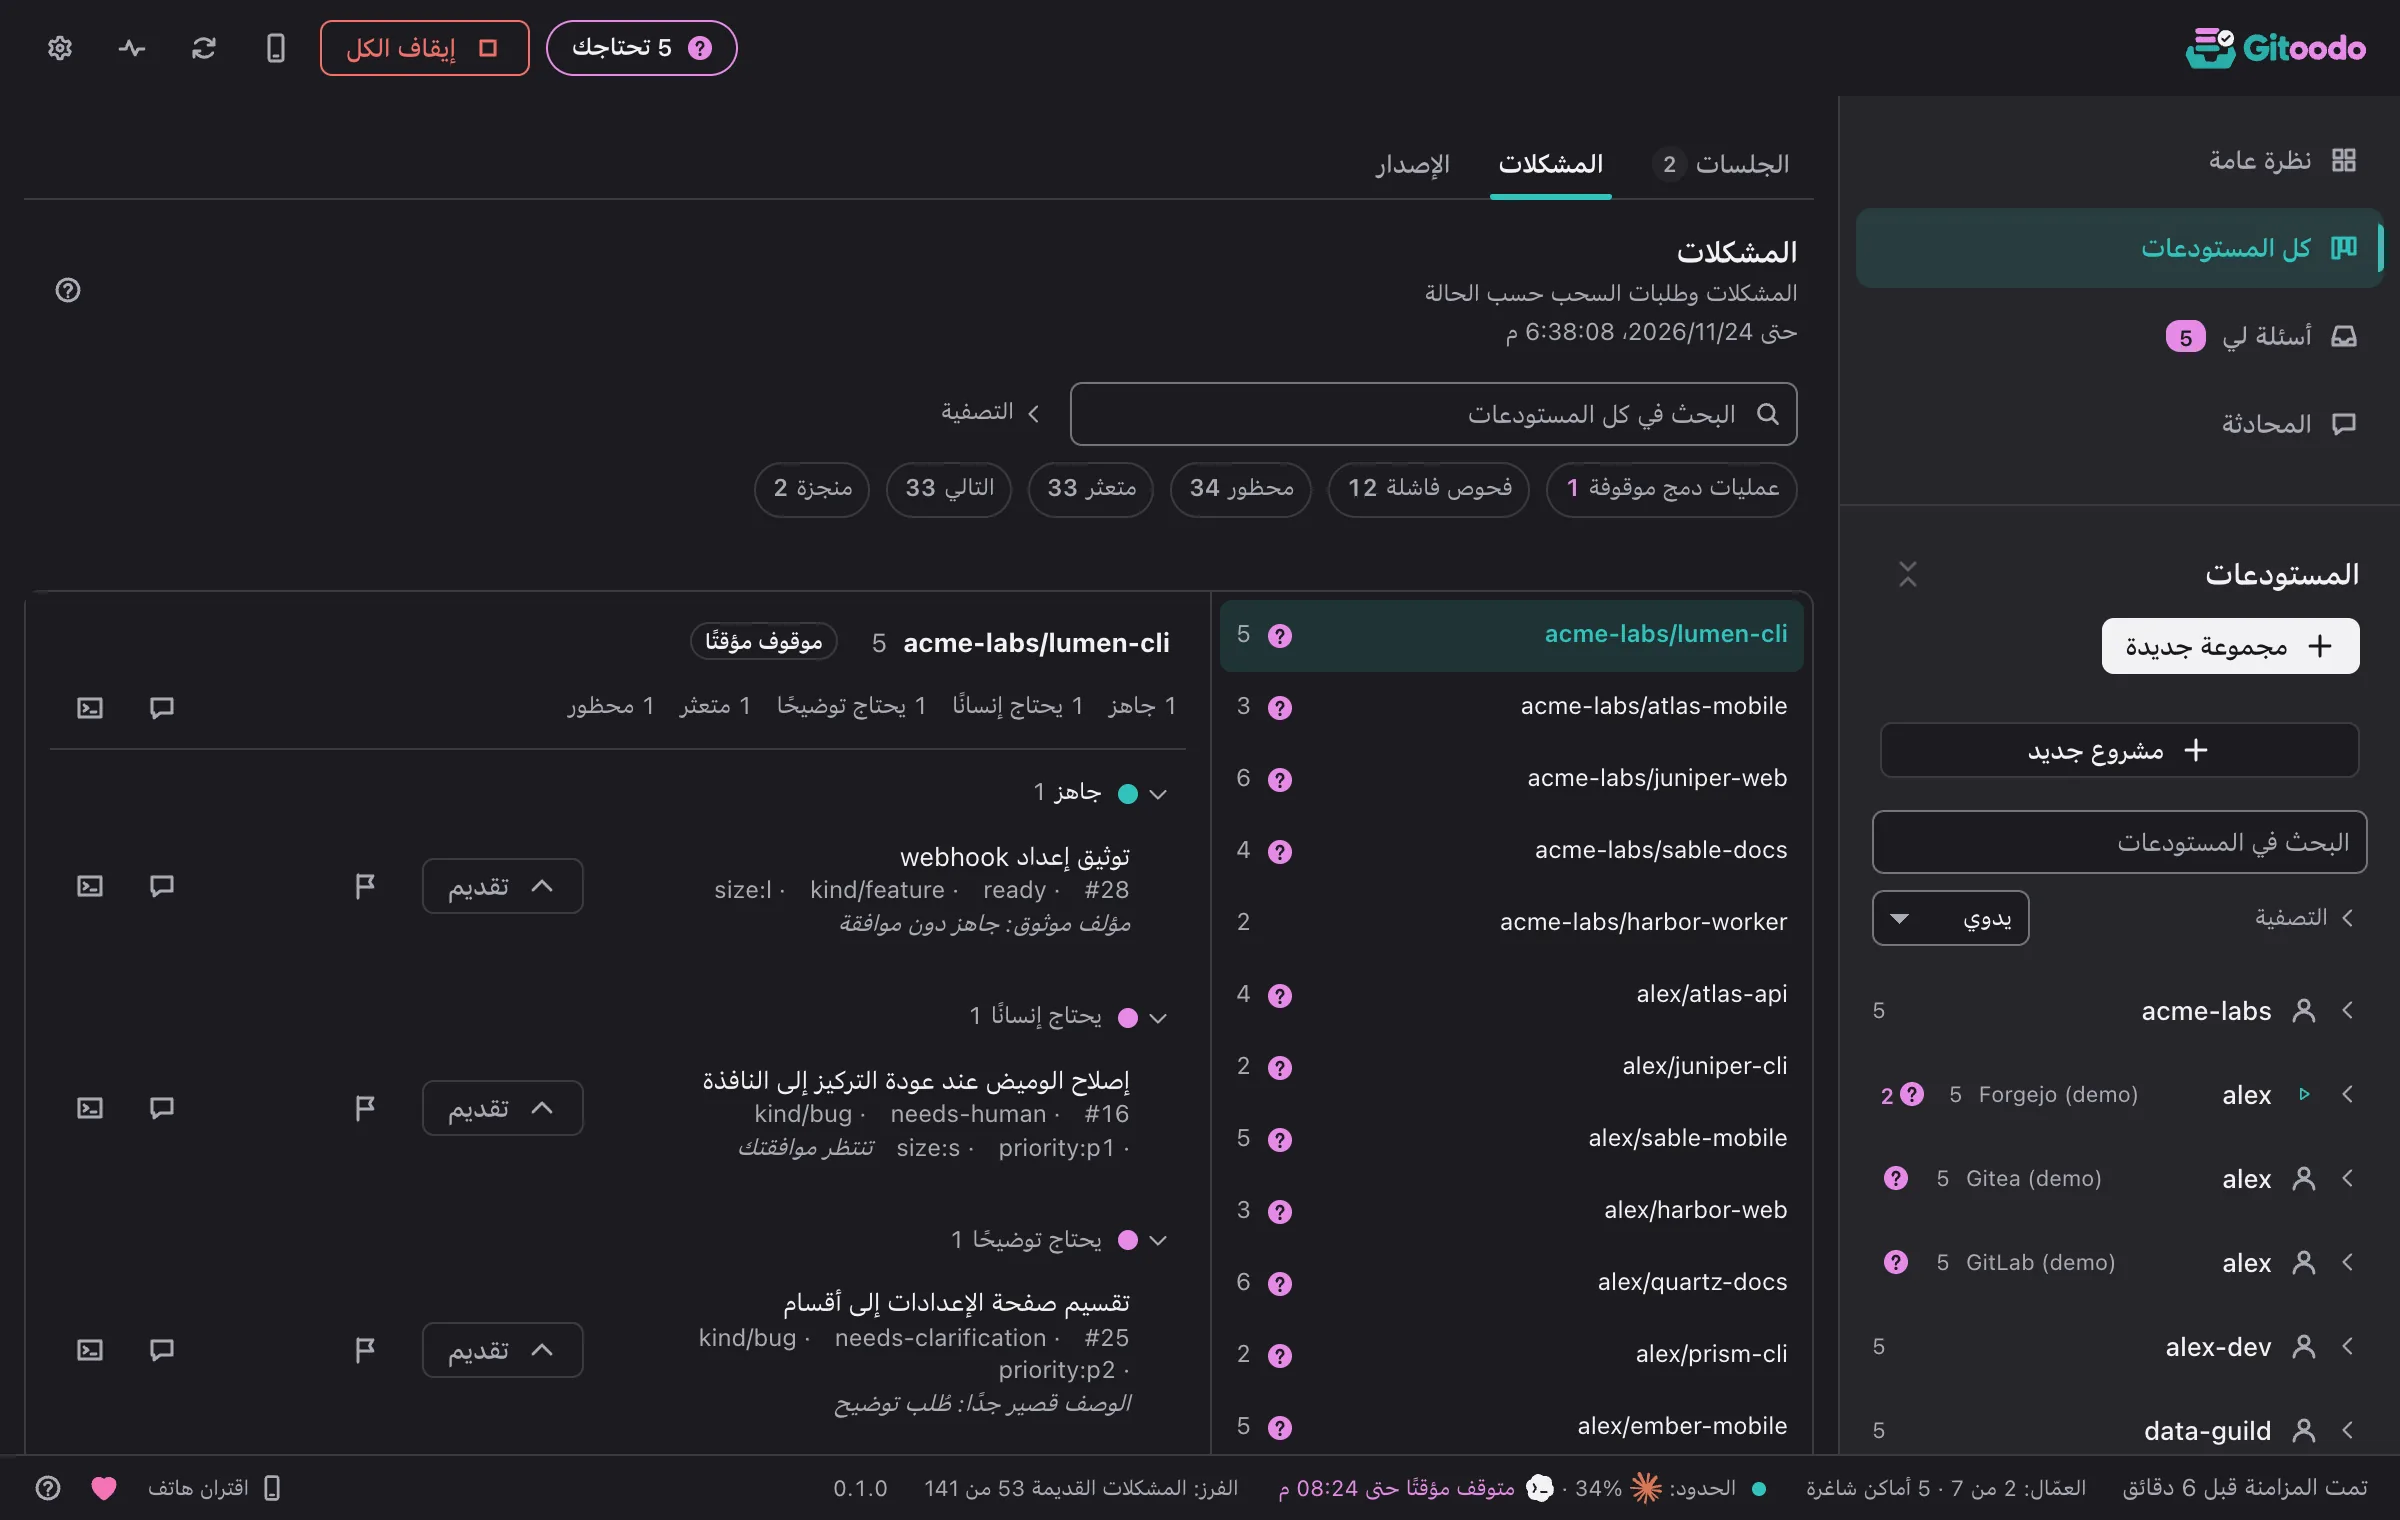 Gitoodo
5 تحتاجك
إيقاف الكل
نظرة عامة
كل المستودعات
أسئلة لي 5
المحادثة
المستودعات
مجموعة جديدة
مشروع جديد
البحث في المستودعات
التصفية
يدوي
acme-labs 5
alex Forgejo (demo) 5 2
alex Gitea (demo) 5
alex GitLab (demo) 5
alex-dev 5
data-guild 5
الجلسات 2
المشكلات
الإصدار
المشكلات
المشكلات وطلبات السحب حسب الحالة
حتى 2026/11/24، 6:38:08 م
البحث في كل المستودعات
التصفية
عمليات دمج موقوفة 1
فحوص فاشلة 12
محظور 34
متعثر 33
التالي 33
منجزة 2
acme-labs/lumen-cli 5
acme-labs/atlas-mobile 3
acme-labs/juniper-web 6
acme-labs/sable-docs 4
acme-labs/harbor-worker 2
alex/atlas-api 4
alex/juniper-cli 2
alex/sable-mobile 5
alex/harbor-web 3
alex/quartz-docs 6
alex/prism-cli 2
alex/ember-mobile 5
acme-labs/lumen-cli 5 موقوف مؤقتًا
1 جاهز 1 يحتاج إنسانًا 1 يحتاج توضيحًا 1 متعثر 1 محظور
جاهز 1
توثيق إعداد webhook
#28 · ready · kind/feature · size:l
مؤلف موثوق: جاهز دون موافقة
تقديم
يحتاج إنسانًا 1
إصلاح الوميض عند عودة التركيز إلى النافذة
#16 · needs-human · kind/bug
· priority:p1 · size:s تنتظر موافقتك
تقديم
يحتاج توضيحًا 1
تقسيم صفحة الإعدادات إلى أقسام
#25 · needs-clarification · kind/bug
· priority:p2
الوصف قصير جدًا: طُلب توضيح
تقديم
تمت المزامنة قبل 6 دقائق
العمّال: 2 من 7 · 5 أماكن شاغرة
الحدود: 34% · متوقف مؤقتًا حتى 08:24 م
الفرز: المشكلات القديمة 53 من 141
0.1.0
اقتران هاتف